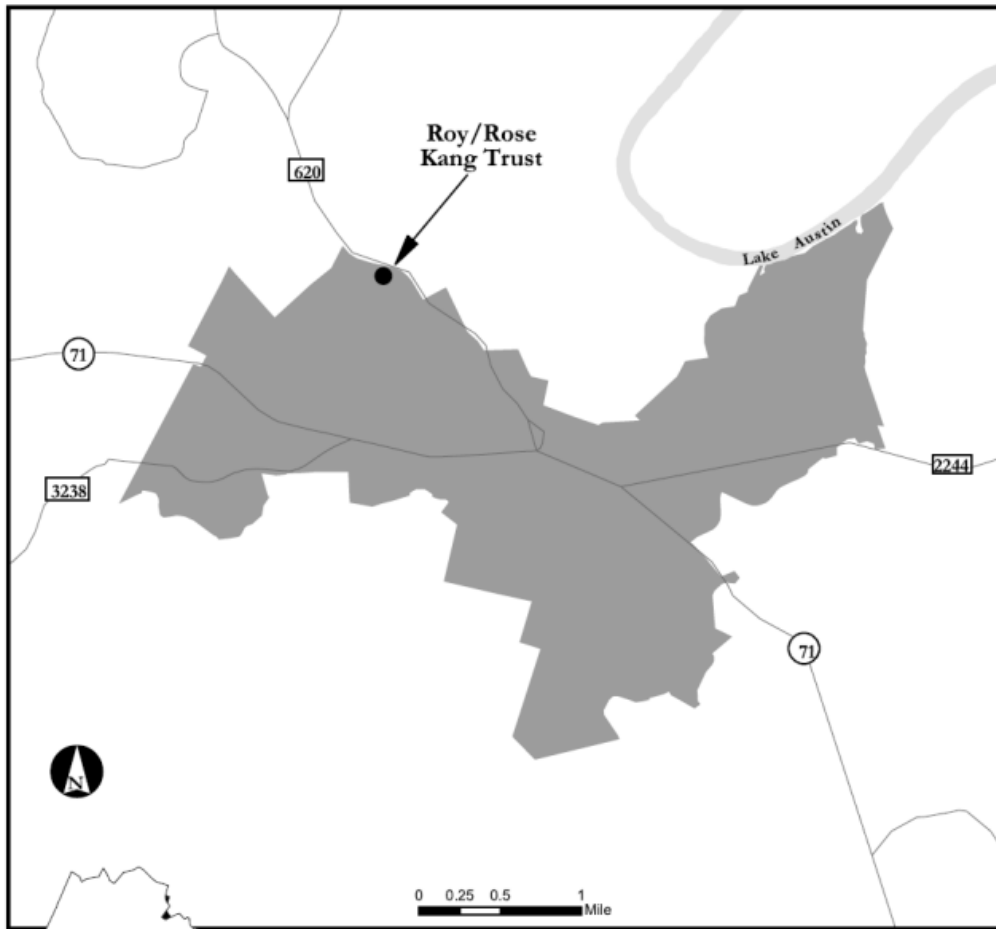 Roy/Rose
Kang Trust
620
Lake Austin
71
3238
2244
71
N
0 0.25 0.5 1
Mile